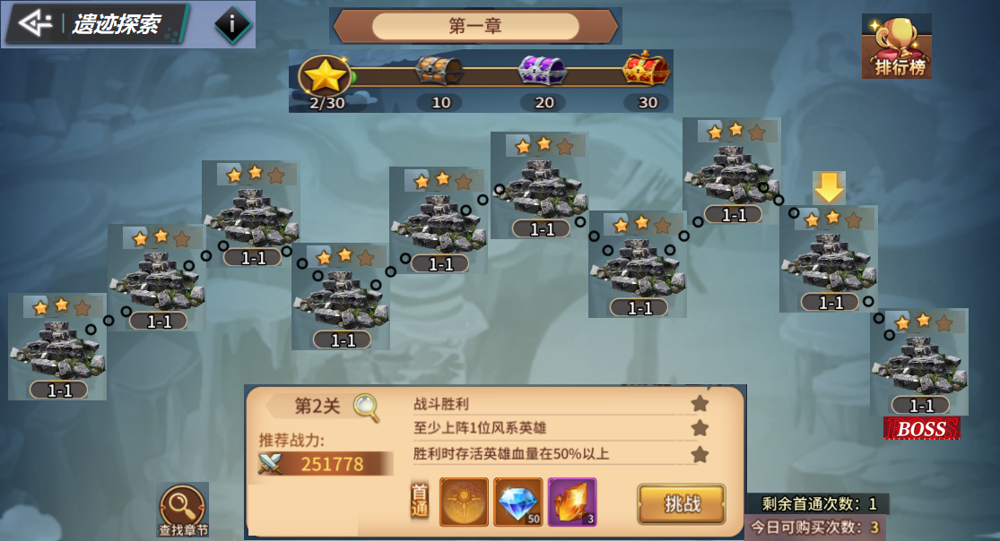 遗迹探索
i
第一章
排行榜
2/30
10
20
30
1-1
1-1
1-1
1-1
1-1
1-1
1-1
1-1
1-1
1-1
BOSS
第2关
推荐战力:
251778
战斗胜利
至少上阵1位风系英雄
胜利时存活英雄血量在50%以上
首通
50
3
挑战
查找章节
剩余首通次数: 1
今日可购买次数: 3